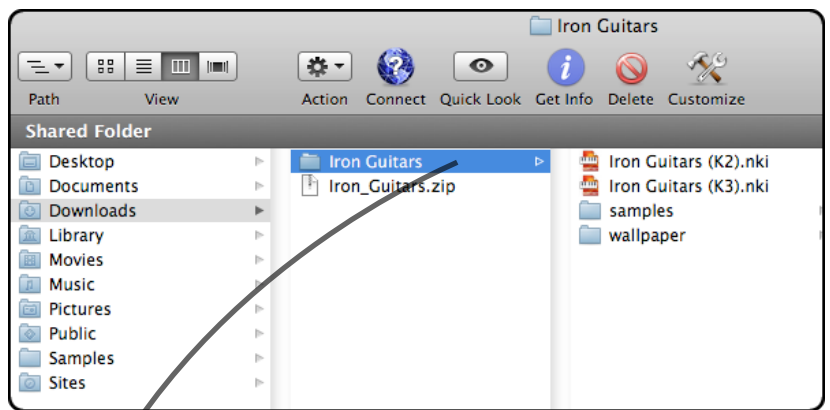 Iron Guitars
Path View Action Connect Quick Look Get Info Delete Customize
Shared Folder
Desktop
Documents
Downloads
Library
Movies
Music
Pictures
Public
Samples
Sites
Iron Guitars
Iron_Guitars.zip
Iron Guitars (K2).nki
Iron Guitars (K3).nki
samples
wallpaper